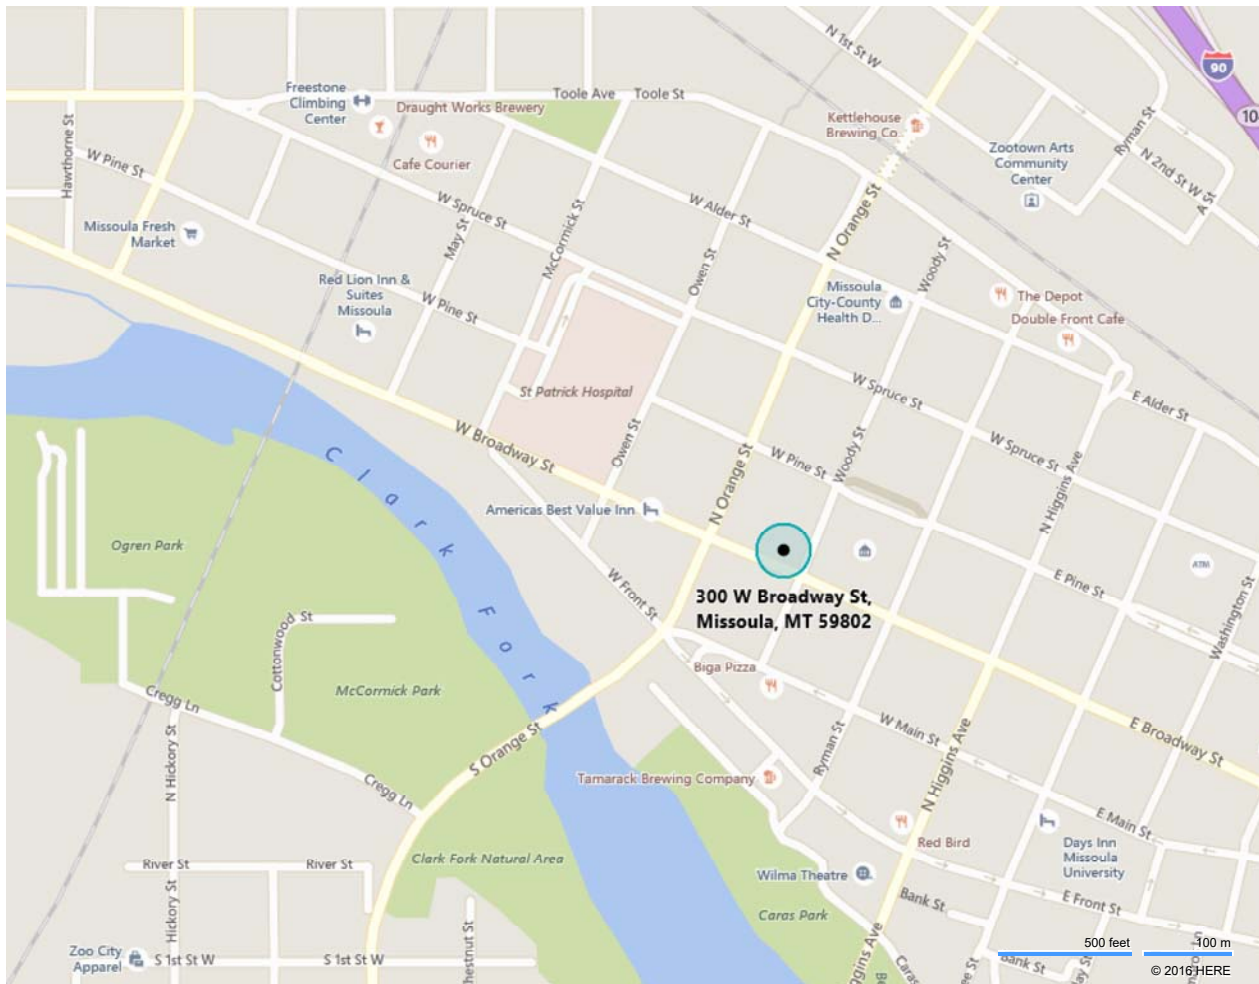 N 1st St W
90
10
Freestone
Climbing
Center
Draught Works Brewery
Toole Ave
Toole St
Kettlehouse
Brewing Co...
Ryman St
Hawthorne St
Cafe Courier
Zootown Arts
Community
Center
N 2nd St W
A St
W Pine St
W Spruce St
McCormick St
W Alder St
N Orange St
Missoula Fresh
Market
May St
Owen St
Woody St
Red Lion Inn &
Suites
Missoula
W Pine St
Missoula
City-County
Health D...
The Depot
Double Front Cafe
St Patrick Hospital
W Spruce St
E Alder St
W Broadway St
Owen St
N Orange St
W Pine St
Woody St
W Spruce St
N Higgins Ave
Clark Fork
Americas Best Value Inn
Ogren Park
ATM
W Front St
300 W Broadway St,
Missoula, MT 59802
E Pine St
Washington St
Cottonwood St
McCormick Park
Biga Pizza
Cregg Ln
N Hickory St
S Orange St
W Main St
E Broadway St
Ryman St
N Higgins Ave
Cregg Ln
Tamarack Brewing Company
E Main St
Red Bird
Days Inn
Missoula
University
River St
River St
Clark Fork Natural Area
Wilma Theatre
Bank St
E Front St
Hickory St
Caras Park
Zoo City
Apparel
S 1st St W
S 1st St W
hestnut St
ggins Ave
Caras
Bank St
500 feet
100 m
© 2016 HERE